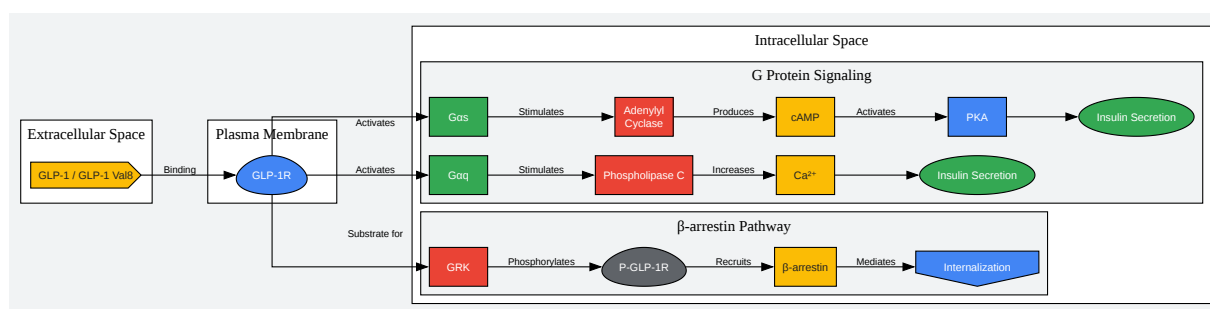 Intracellular Space
G Protein Signaling
Extracellular Space
GLP-1 / GLP-1 Val8
Binding
Plasma Membrane
GLP-1R
Activates
Gαs
Stimulates
Adenylyl
Cyclase
Produces
cAMP
Activates
PKA
Insulin Secretion
Activates
Gαq
Stimulates
Phospholipase C
Increases
Ca²⁺
Insulin Secretion
β-arrestin Pathway
Substrate for
GRK
Phosphorylates
P-GLP-1R
Recruits
β-arrestin
Mediates
Internalization